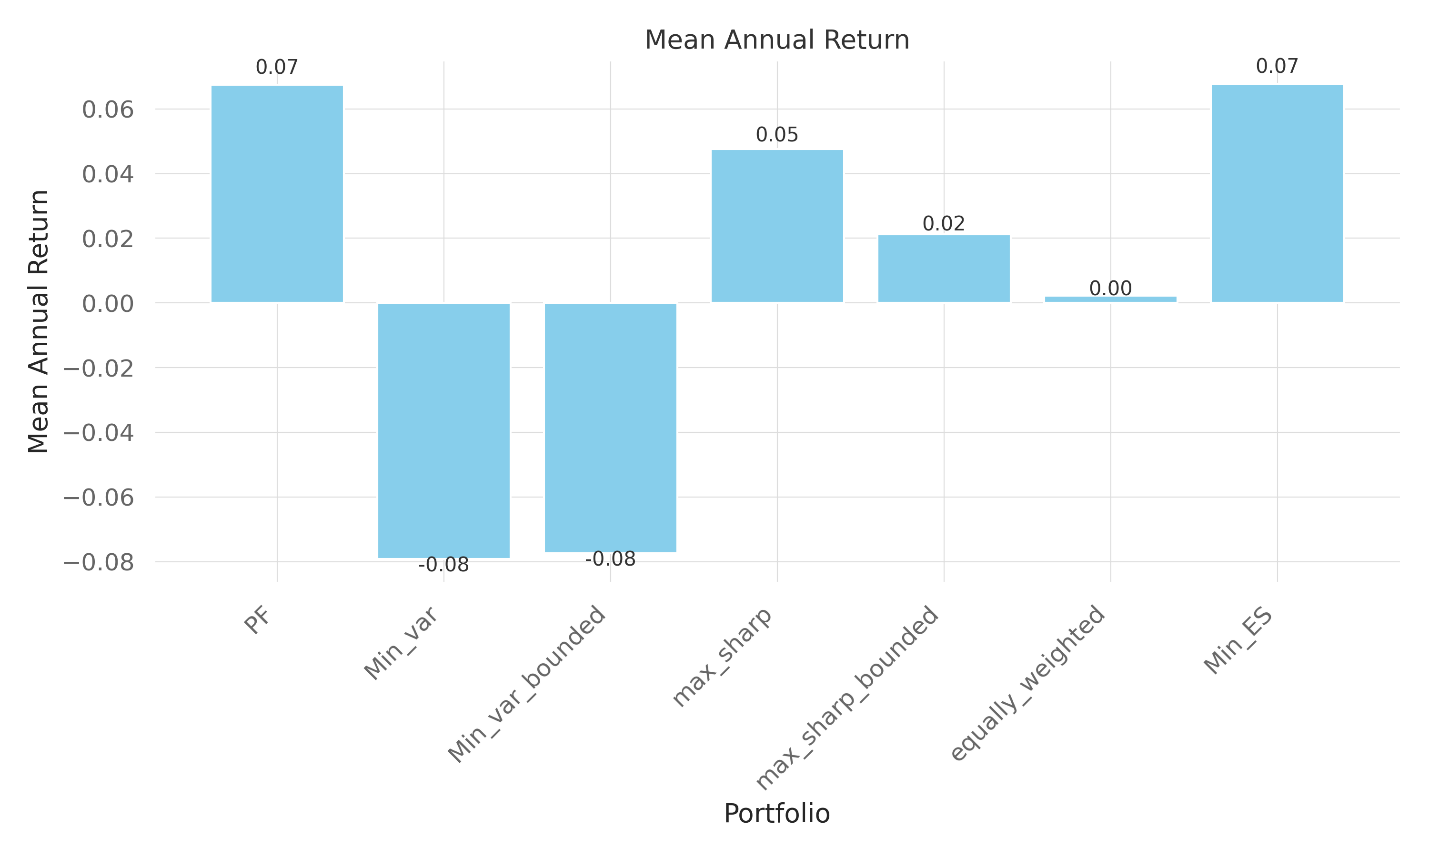 Mean Annual Return
0.07
0.07
0.06
0.05
0.04
0.02
0.02
0.00
0.00
Mean Annual Return
−0.02
−0.04
−0.06
−0.08
-0.08
-0.08
PF
Min_var
Min_var_bounded
max_sharp
max_sharp_bounded
equally_weighted
Min_ES
Portfolio